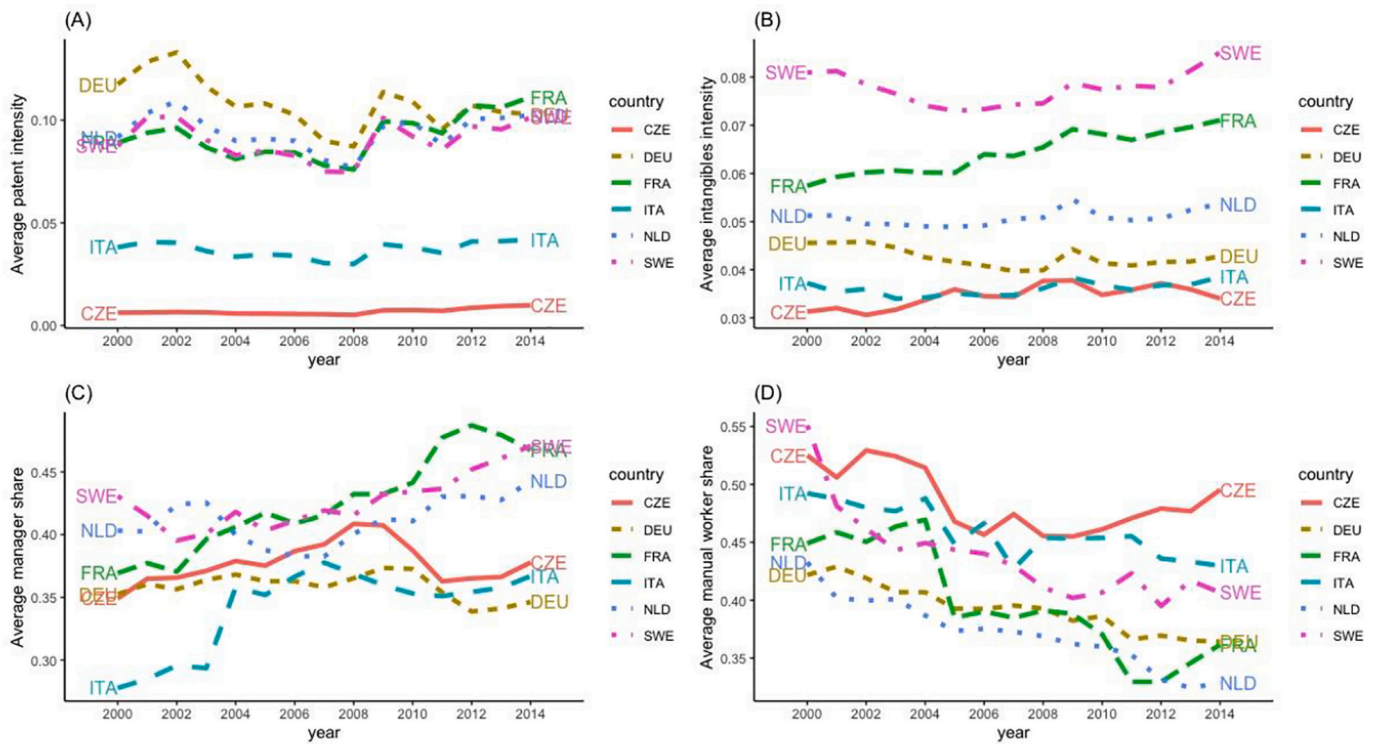 (A)
Average patent intensity
0.10
0.05
0.00
DEU
NLD
FRA
SWE
ITA
CZE
FRA
DEU
NLD
SWE
ITA
CZE
2000 2002 2004 2006 2008 2010 2012 2014
year
country
CZE
DEU
FRA
ITA
NLD
SWE
(B)
Average intangibles intensity
0.08
0.07
0.06
0.05
0.04
0.03
SWE
FRA
NLD
DEU
ITA
CZE
SWE
FRA
NLD
DEU
ITA
CZE
2000 2002 2004 2006 2008 2010 2012 2014
year
country
CZE
DEU
FRA
ITA
NLD
SWE
(C)
Average manager share
0.45
0.40
0.35
0.30
SWE
NLD
FRA
DEU
CZE
ITA
SWE
FRA
NLD
CZE
ITA
DEU
2000 2002 2004 2006 2008 2010 2012 2014
year
country
CZE
DEU
FRA
ITA
NLD
SWE
(D)
Average manual worker share
0.55
0.50
0.45
0.40
0.35
SWE
CZE
ITA
FRA
NLD
DEU
CZE
ITA
SWE
DEU
FRA
NLD
2000 2002 2004 2006 2008 2010 2012 2014
year
country
CZE
DEU
FRA
ITA
NLD
SWE